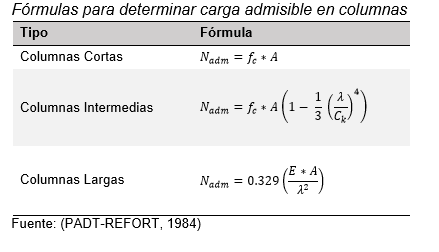 Fórmulas para determinar carga admisible en columnas
Tipo Fórmula
Columnas Cortas N_adm = f_c * A
Columnas Intermedias N_adm = f_c * A (1 − 1/3 (λ/C_k)^4)
Columnas Largas N_adm = 0.329 (E * A/λ^2)
Fuente: (PADT-REFORT, 1984)